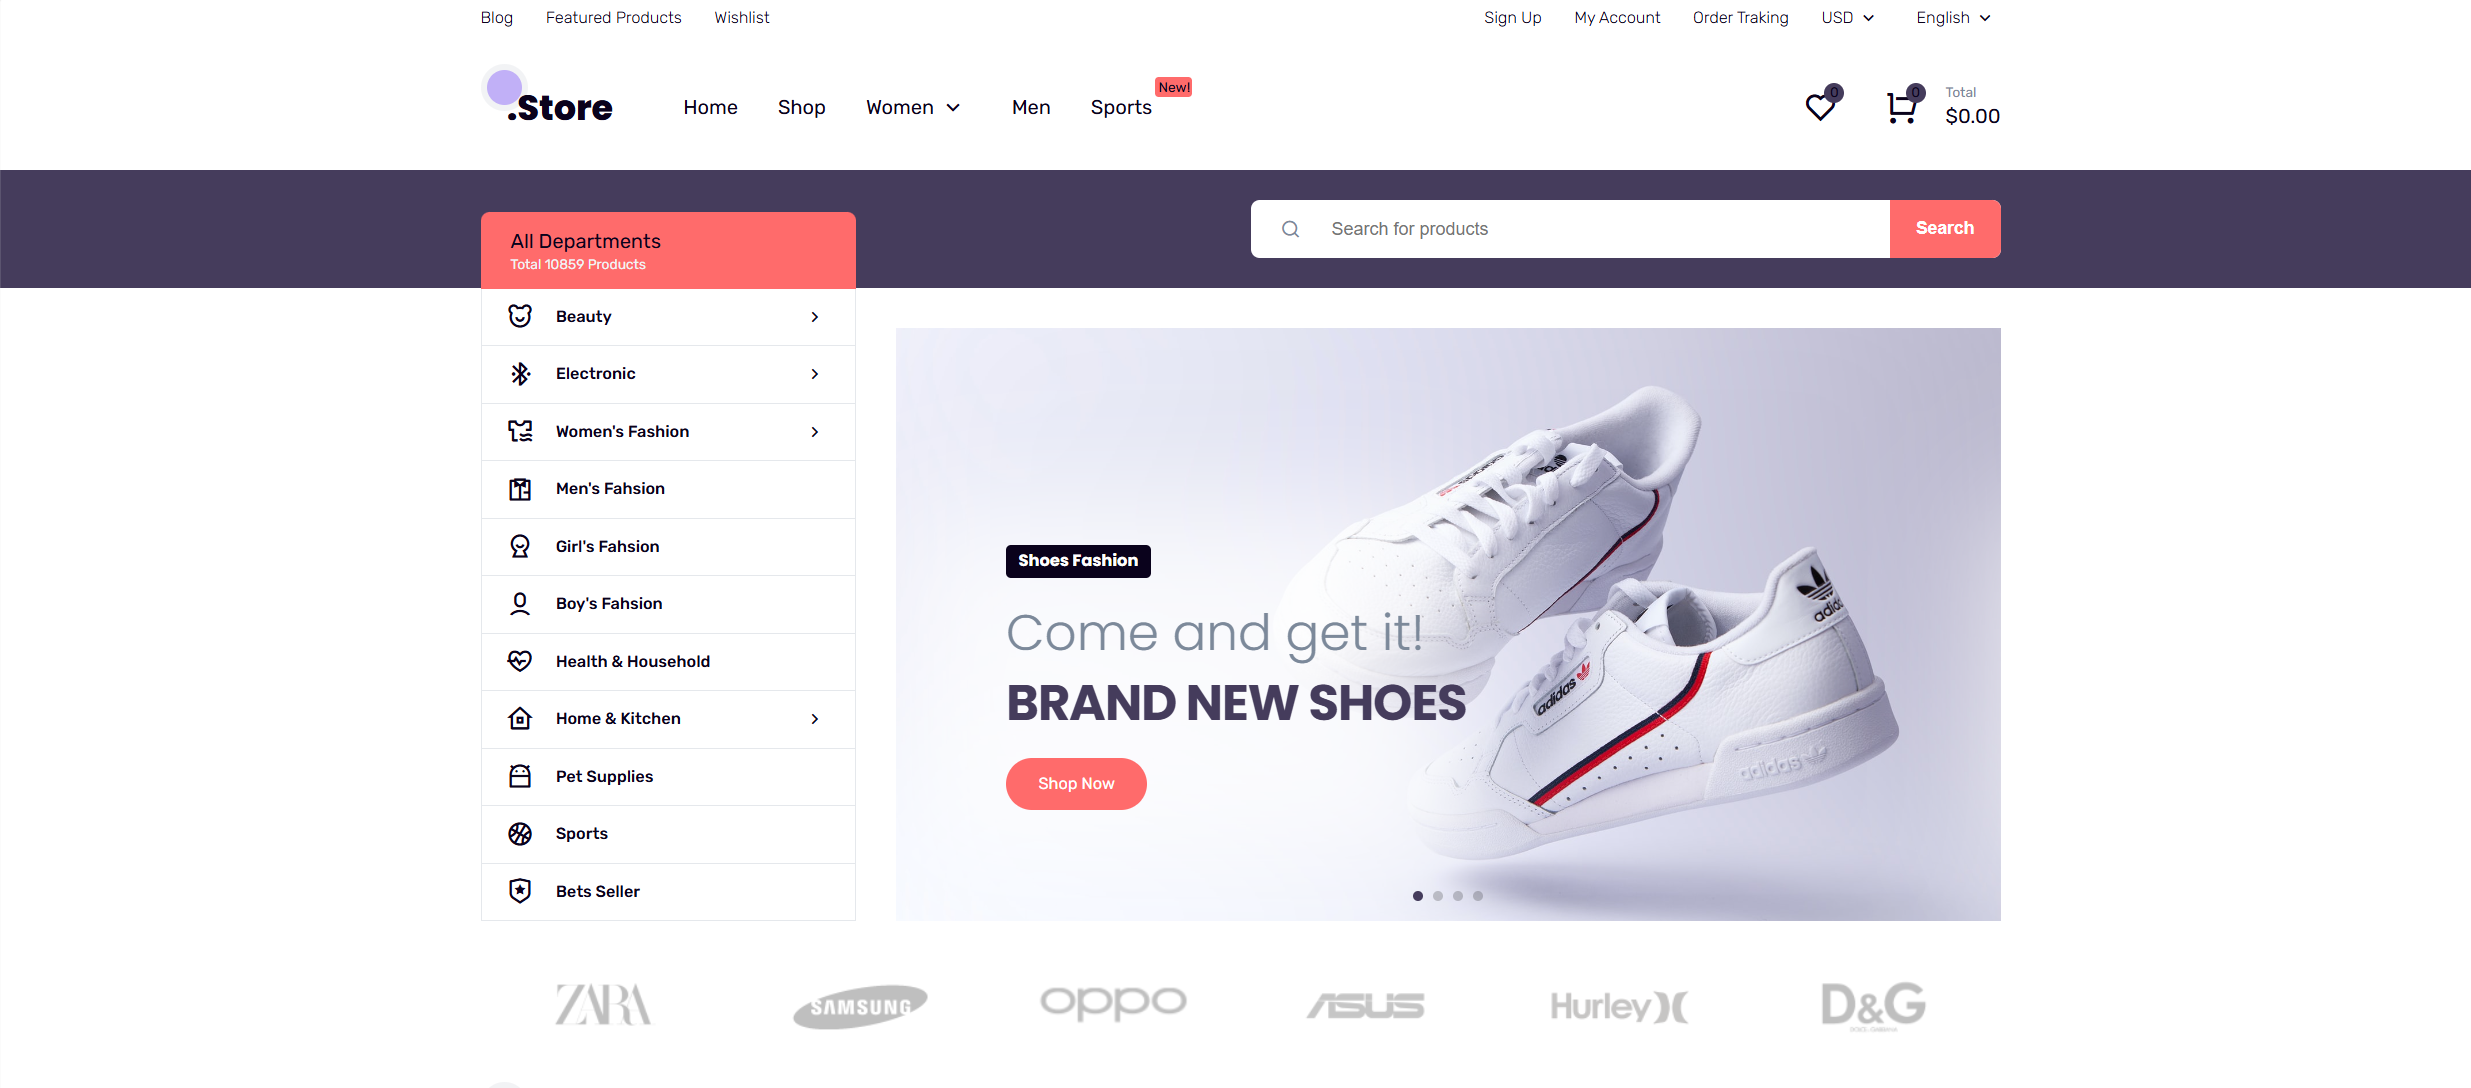 Blog Featured Products Wishlist Sign Up My Account Order Traking USD English
.Store Home Shop Women Men Sports New! 0 0 Total
$0.00
All Departments
Total 10859 Products
Search for products Search
Beauty
Electronic
Women's Fashion
Men's Fahsion
Girl's Fahsion
Boy's Fahsion
Health & Household
Home & Kitchen
Pet Supplies
Sports
Bets Seller
Shoes Fashion
Come and get it!
BRAND NEW SHOES
Shop Now
adidas
adidas
adidas
ZARA SAMSUNG oppo ASUS Hurley D&G